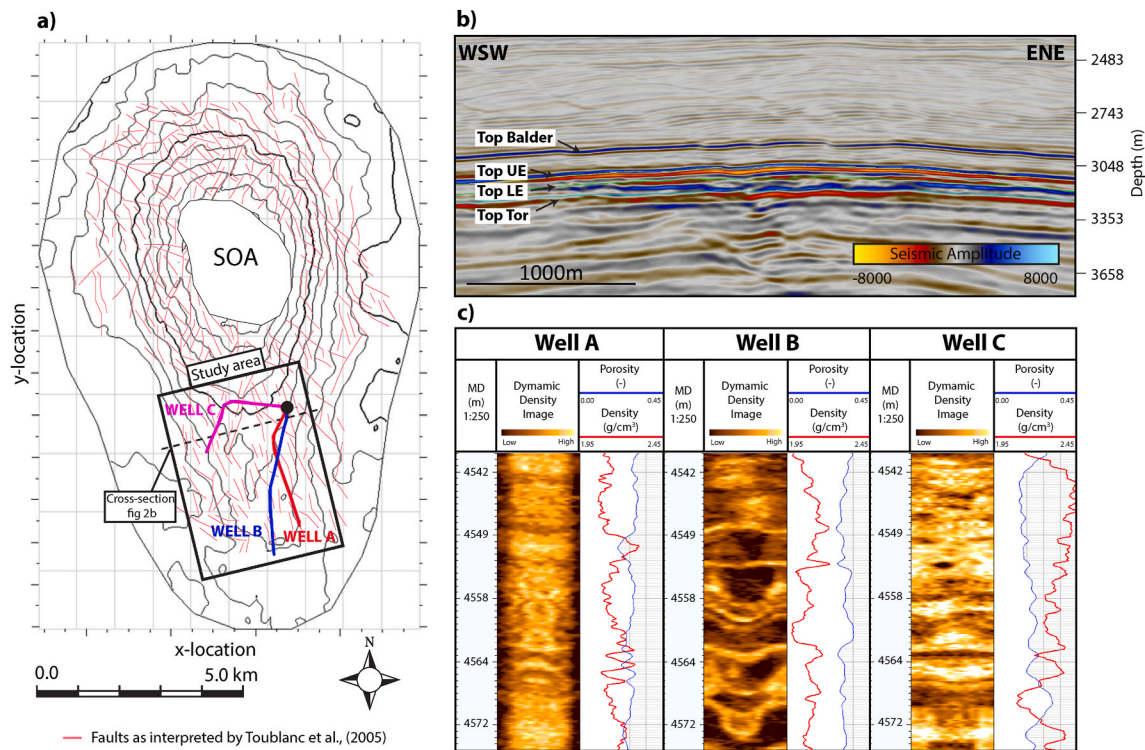 a)
SOA
Study area
WELL C
Cross-section
fig 2b
WELL B
WELL A
y-location
x-location
0.0
5.0 km
N
Faults as interpreted by Toublanc et al., (2005)
b)
WSW
ENE
Top Balder
Top UE
Top LE
Top Tor
1000m
Seismic Amplitude
-8000
8000
2483
2743
3048
3353
3658
Depth (m)
c)
Well A
Well B
Well C
MD
(m)
1:250
Dymamic
Density
Image
Low
High
Porosity
(-)
0.00
0.45
Density
(g/cm³)
1.95
2.45
MD
(m)
1:250
Dymamic
Density
Image
Low
High
Porosity
(-)
0.00
0.45
Density
(g/cm³)
1.95
2.45
MD
(m)
1:250
Dymamic
Density
Image
Low
High
Porosity
(-)
0.00
0.45
Density
(g/cm³)
1.95
2.45
4542
4549
4558
4564
4572
4542
4549
4558
4564
4572
4542
4549
4558
4564
4572